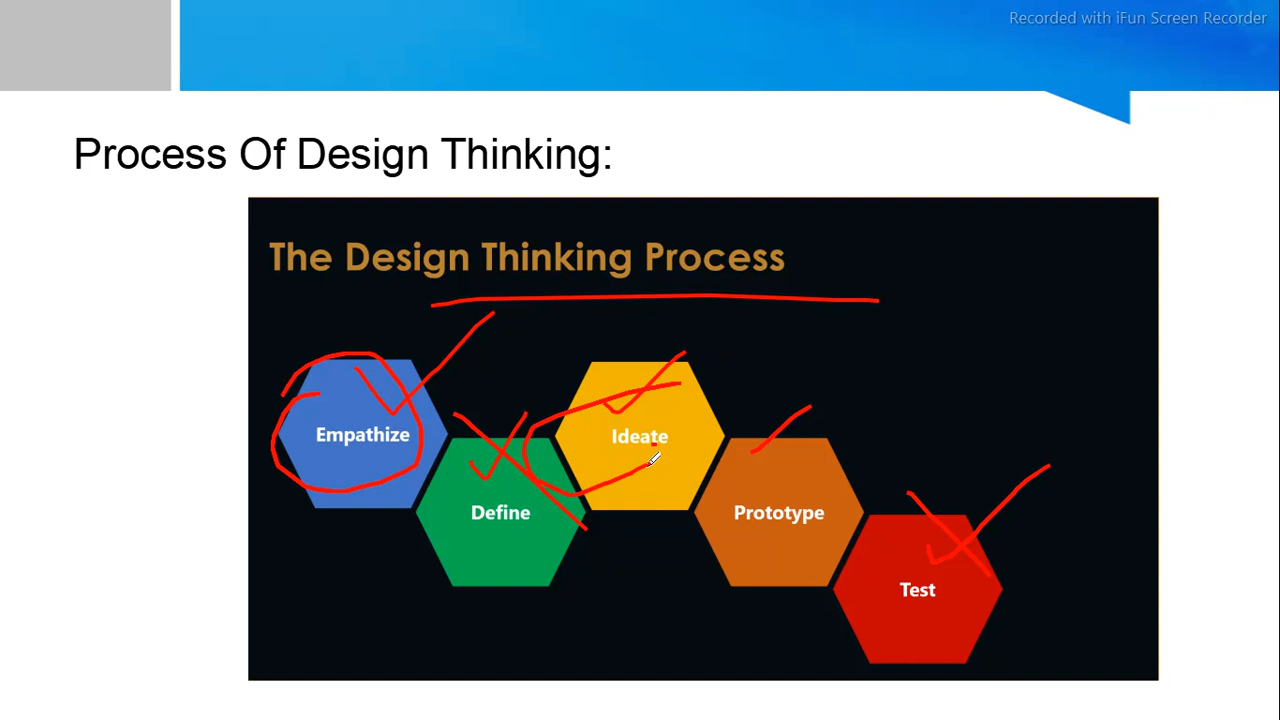 Recorded with iFun Screen Recorder
Process Of Design Thinking:
The Design Thinking Process
Empathize
Ideate
Define
Prototype
Test